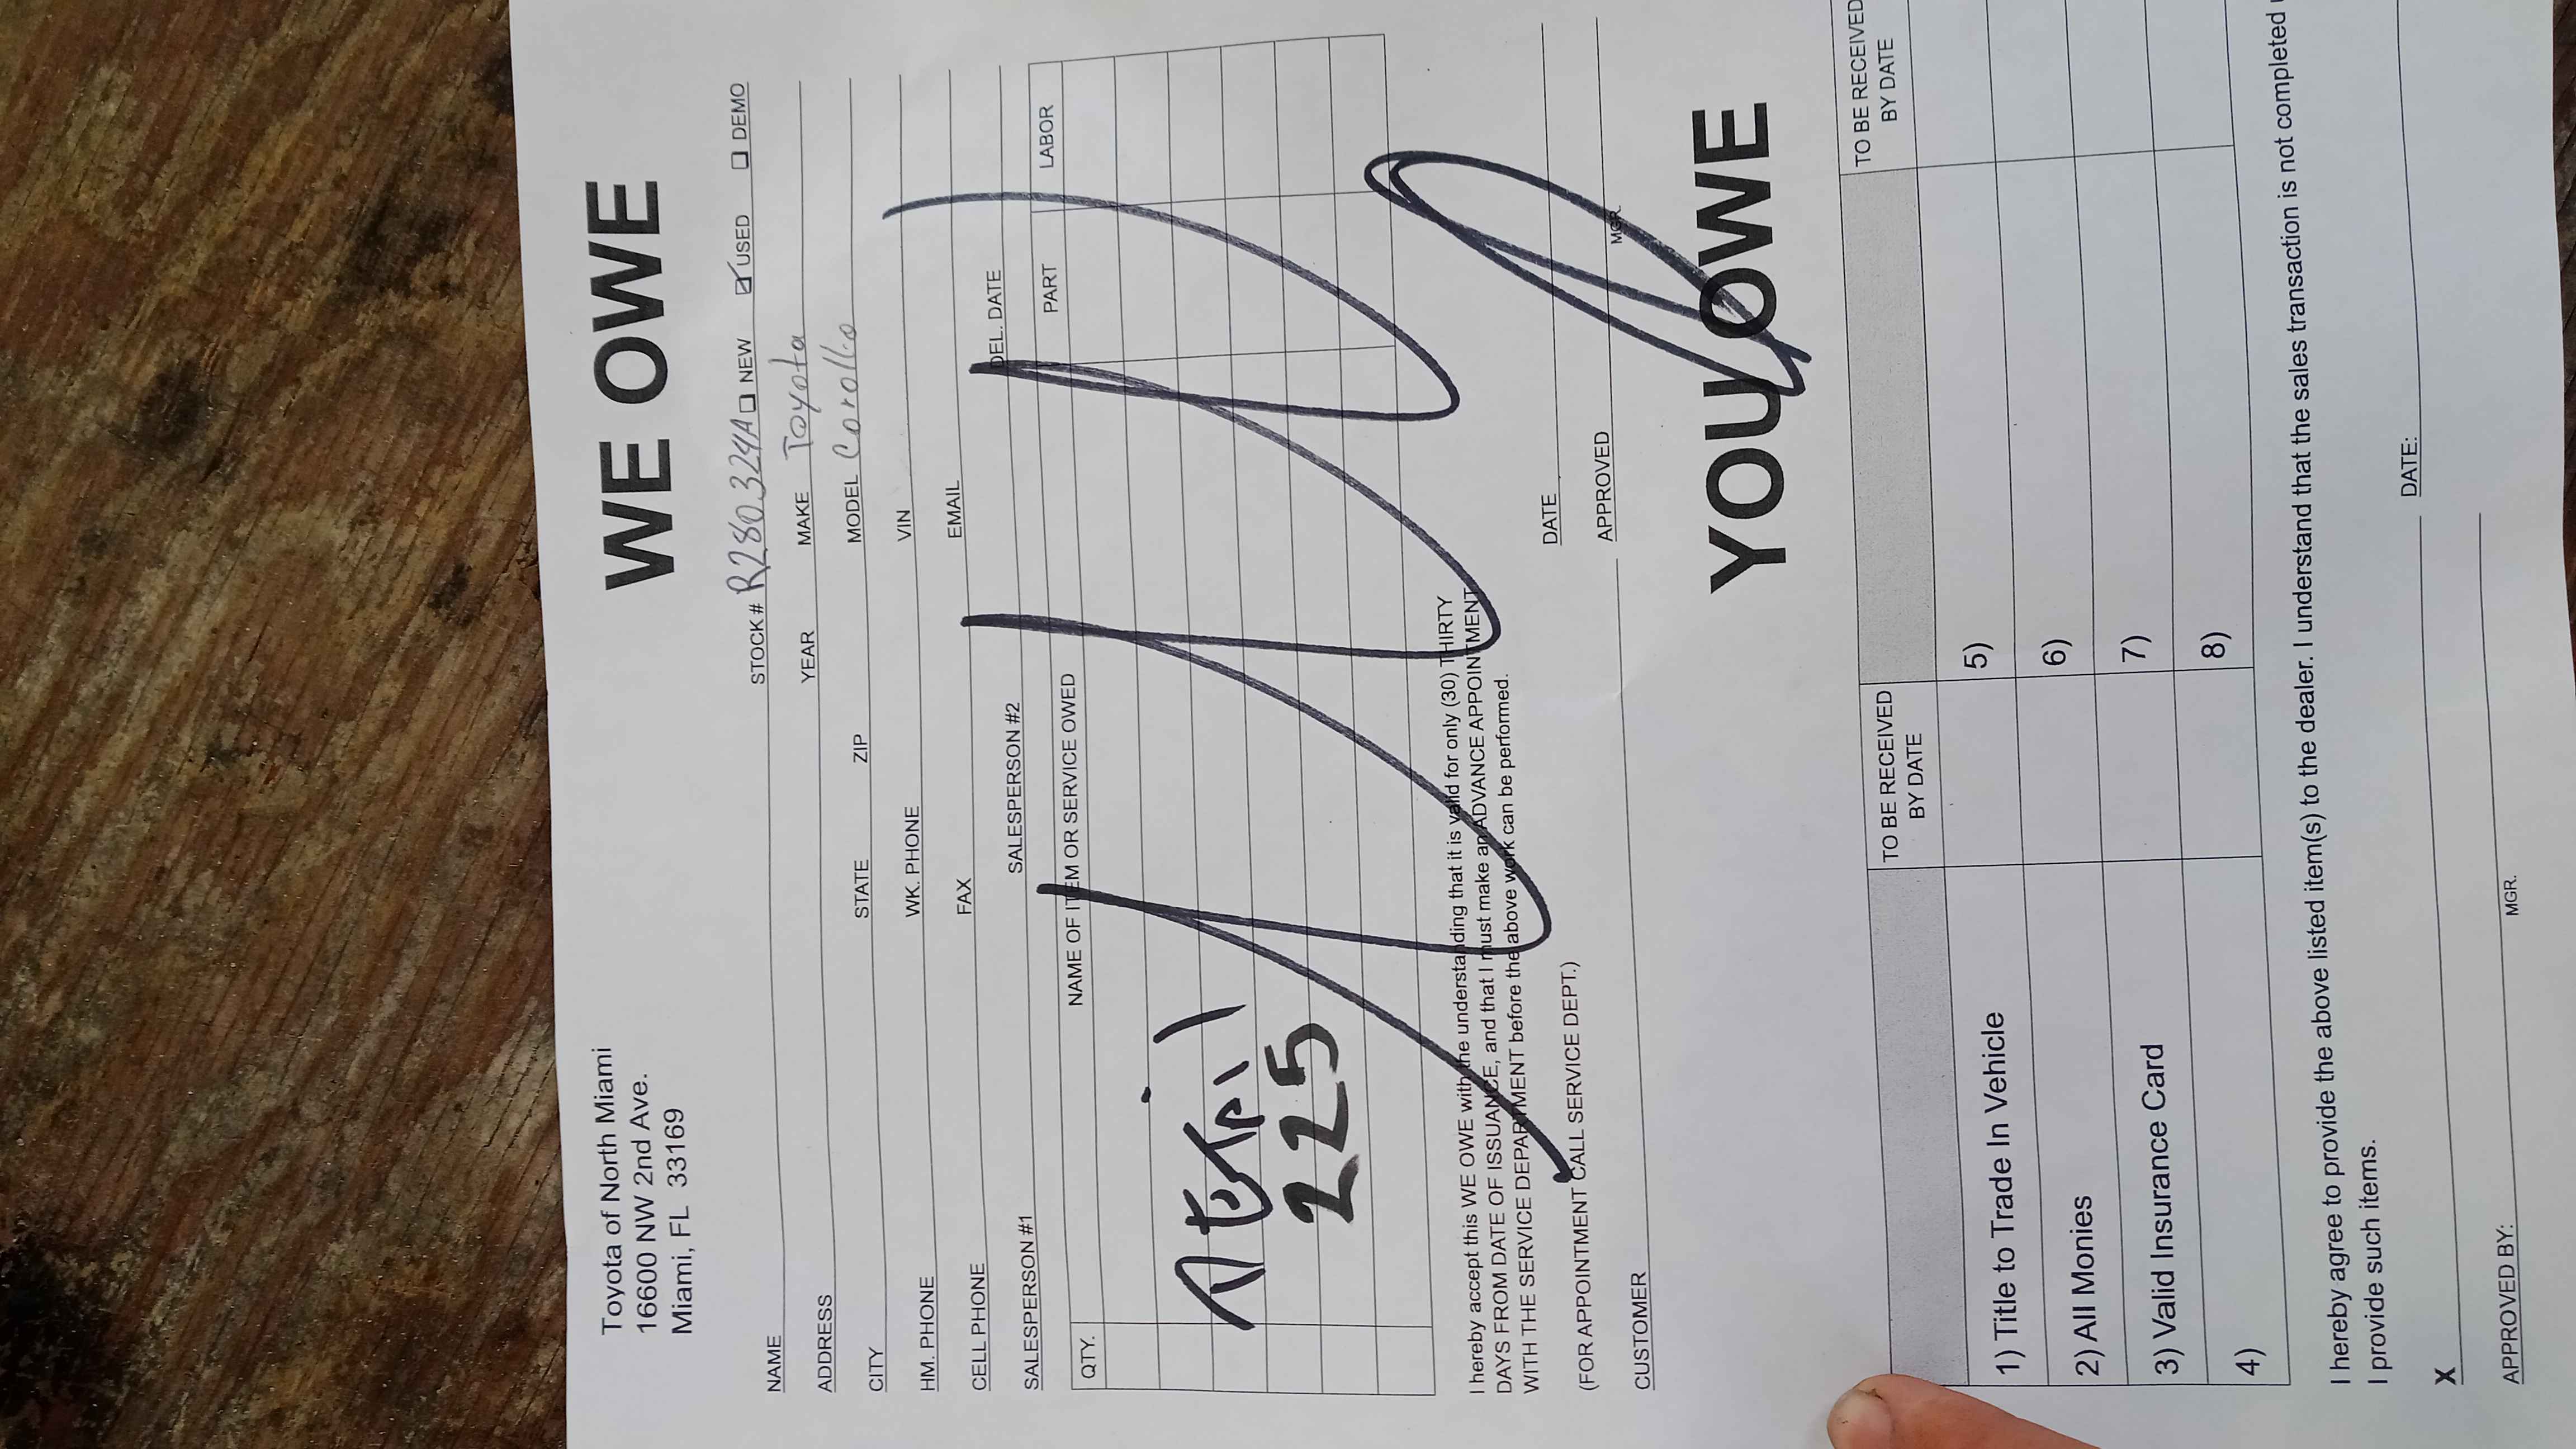 Toyota of North Miami
16600 NW 2nd Ave.
Miami, FL 33169
WE OWE
STOCK # R280324A ☐ NEW ☑ USED ☐ DEMO
NAME YEAR MAKE Toyota
ADDRESS MODEL Corolla
CITY STATE ZIP
HM. PHONE WK. PHONE VIN
CELL PHONE FAX EMAIL
SALESPERSON #1 SALESPERSON #2 DEL. DATE
QTY. NAME OF ITEM OR SERVICE OWED PART LABOR
225
I hereby accept this WE OWE with the understanding that it is valid for only (30) THIRTY
DAYS FROM DATE OF ISSUANCE, and that I must make an ADVANCE APPOINTMENT
WITH THE SERVICE DEPARTMENT before the above work can be performed.
(FOR APPOINTMENT CALL SERVICE DEPT.)
DATE
CUSTOMER APPROVED
MGR.
YOU OWE
TO BE RECEIVED BY DATE TO BE RECEIVED BY DATE
1) Title to Trade In Vehicle 5)
2) All Monies 6)
3) Valid Insurance Card 7)
4) 8)
I hereby agree to provide the above listed item(s) to the dealer. I understand that the sales transaction is not completed
I provide such items.
X DATE:
APPROVED BY: MGR.